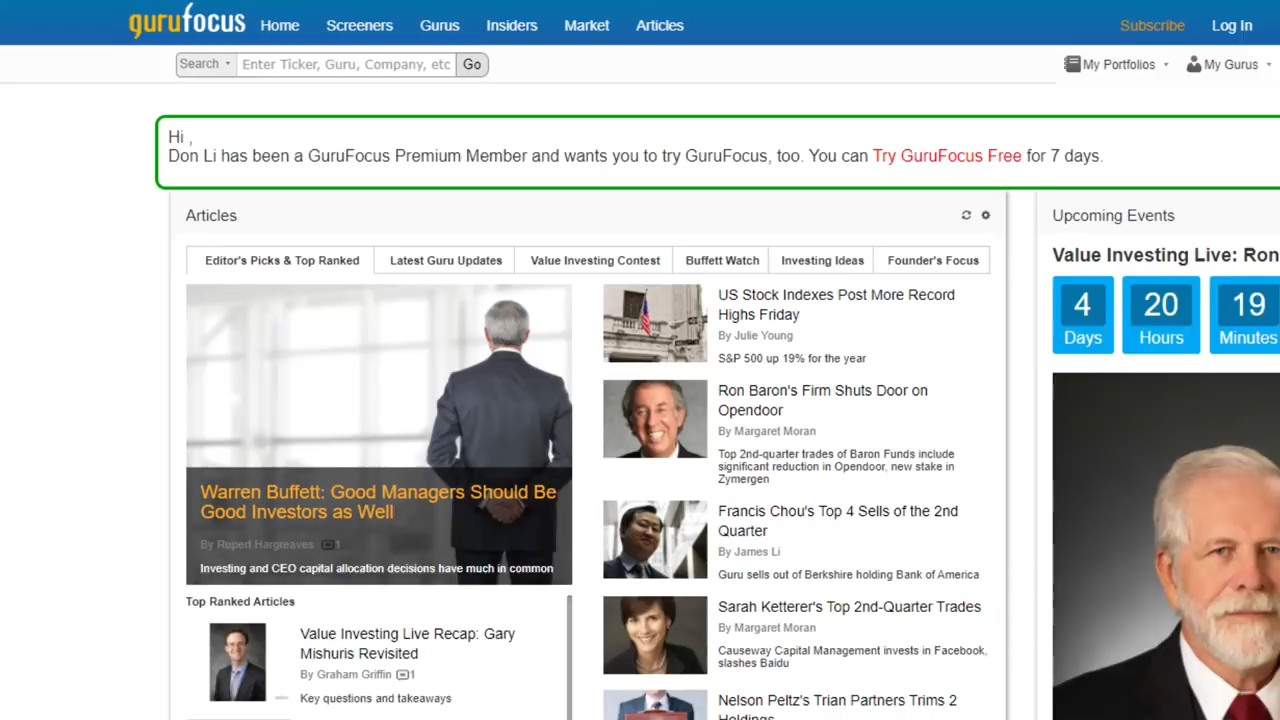 gurufocus Home Screeners Gurus Insiders Market Articles Subscribe Log In
Search Enter Ticker, Guru, Company, etc Go My Portfolios My Gurus
Hi ,
Don Li has been a GuruFocus Premium Member and wants you to try GuruFocus, too. You can Try GuruFocus Free for 7 days.
Articles
Editor's Picks & Top Ranked Latest Guru Updates Value Investing Contest Buffett Watch Investing Ideas Founder's Focus
Warren Buffett: Good Managers Should Be
Good Investors as Well
By Rupert Hargreaves 1
Investing and CEO capital allocation decisions have much in common
Top Ranked Articles
Value Investing Live Recap: Gary
Mishuris Revisited
By Graham Griffin 1
Key questions and takeaways
US Stock Indexes Post More Record
Highs Friday
By Julie Young
S&P 500 up 19% for the year
Ron Baron's Firm Shuts Door on
Opendoor
By Margaret Moran
Top 2nd-quarter trades of Baron Funds include
significant reduction in Opendoor, new stake in
Zymergen
Francis Chou's Top 4 Sells of the 2nd
Quarter
By James Li
Guru sells out of Berkshire holding Bank of America
Sarah Ketterer's Top 2nd-Quarter Trades
By Margaret Moran
Causeway Capital Management invests in Facebook,
slashes Baidu
Nelson Peltz's Trian Partners Trims 2
Holdings
Upcoming Events
Value Investing Live: Ron
4 20 19
Days Hours Minutes